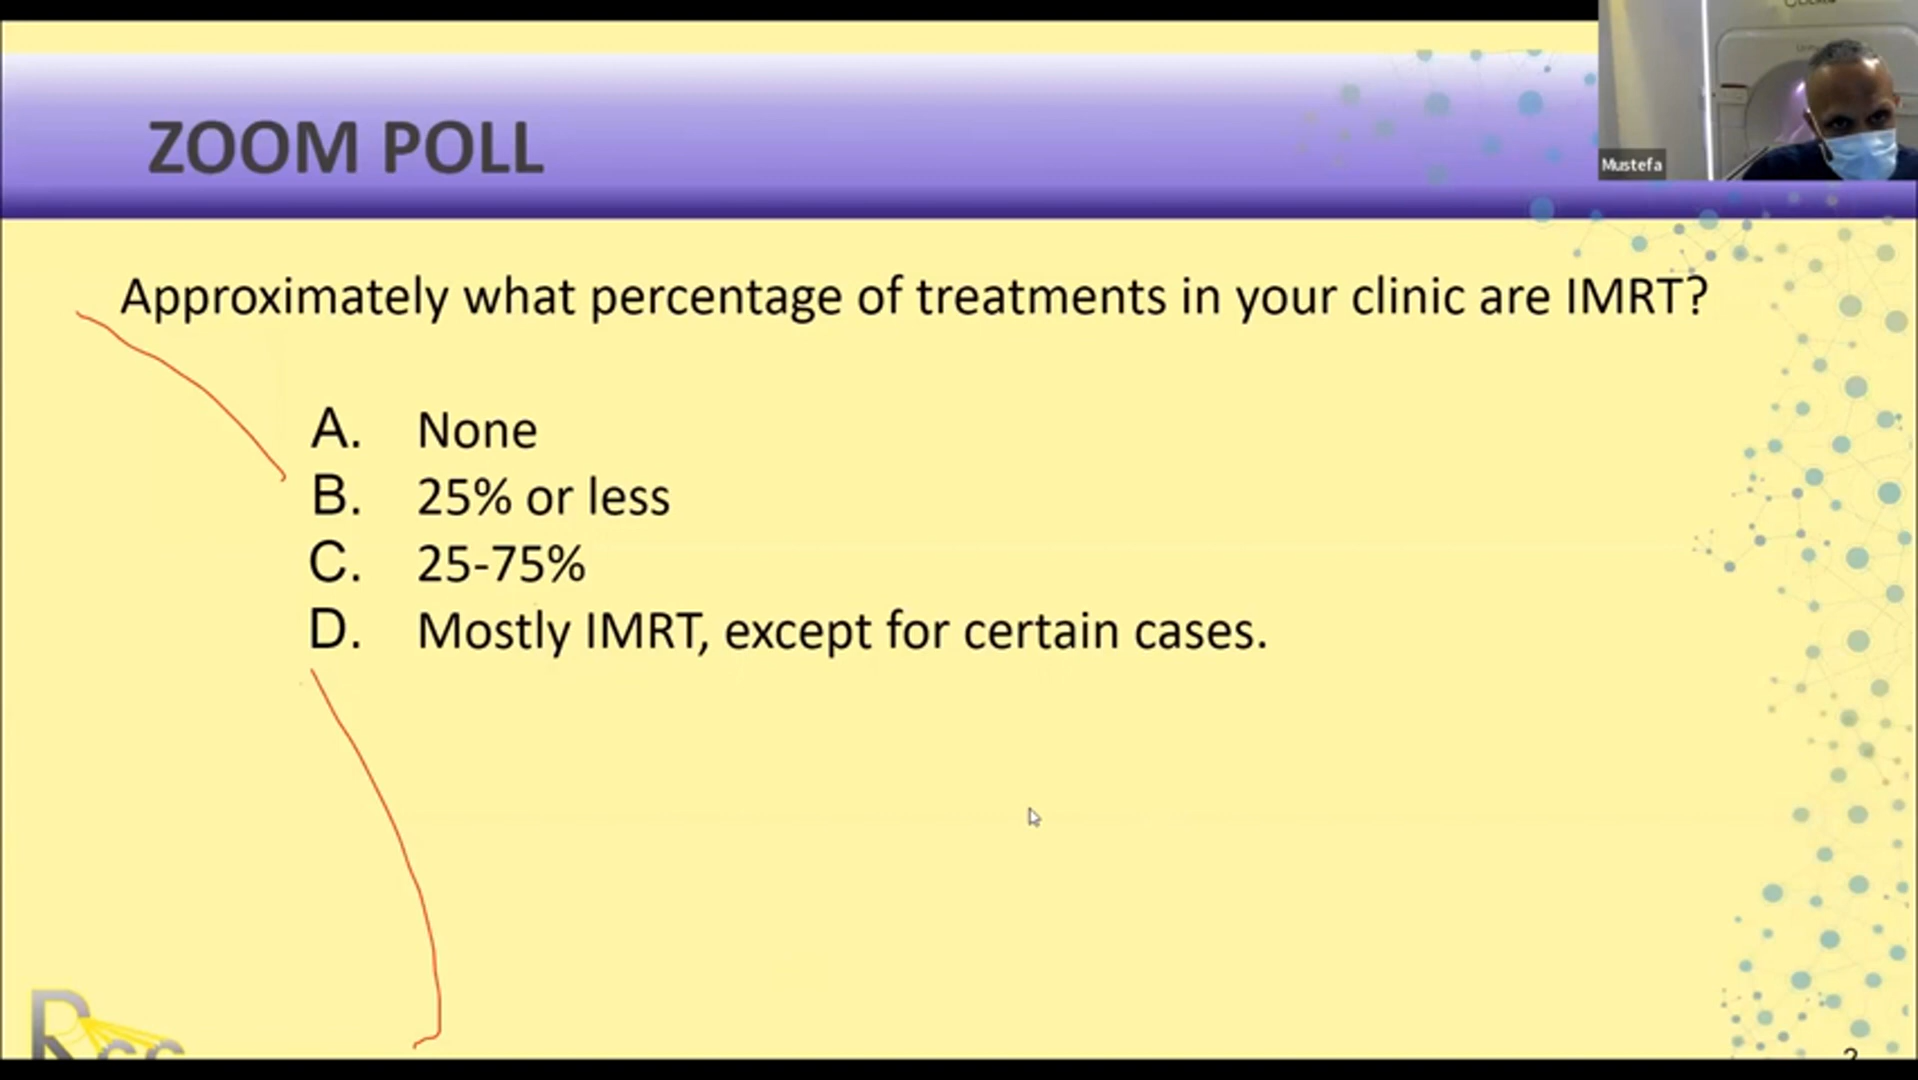 ZOOM POLL
Mustefa
Approximately what percentage of treatments in your clinic are IMRT?
A. None
B. 25% or less
C. 25-75%
D. Mostly IMRT, except for certain cases.